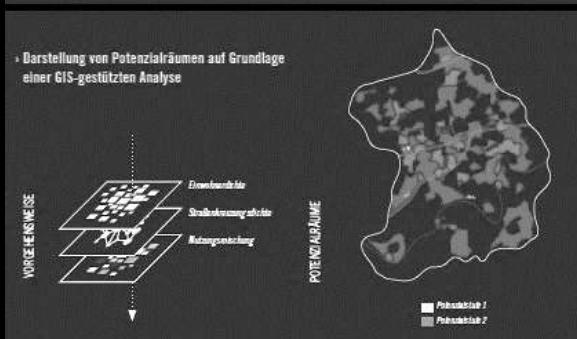 › Darstellung von Potenzialräumen auf Grundlage
einer GIS-gestützten Analyse
VORGEHENSWEISE
Einwohnerdichte
Straßenkreuzungsdichte
Nutzungsmischung
POTENZIALRÄUME
Potenzialstufe 1
Potenzialstufe 2